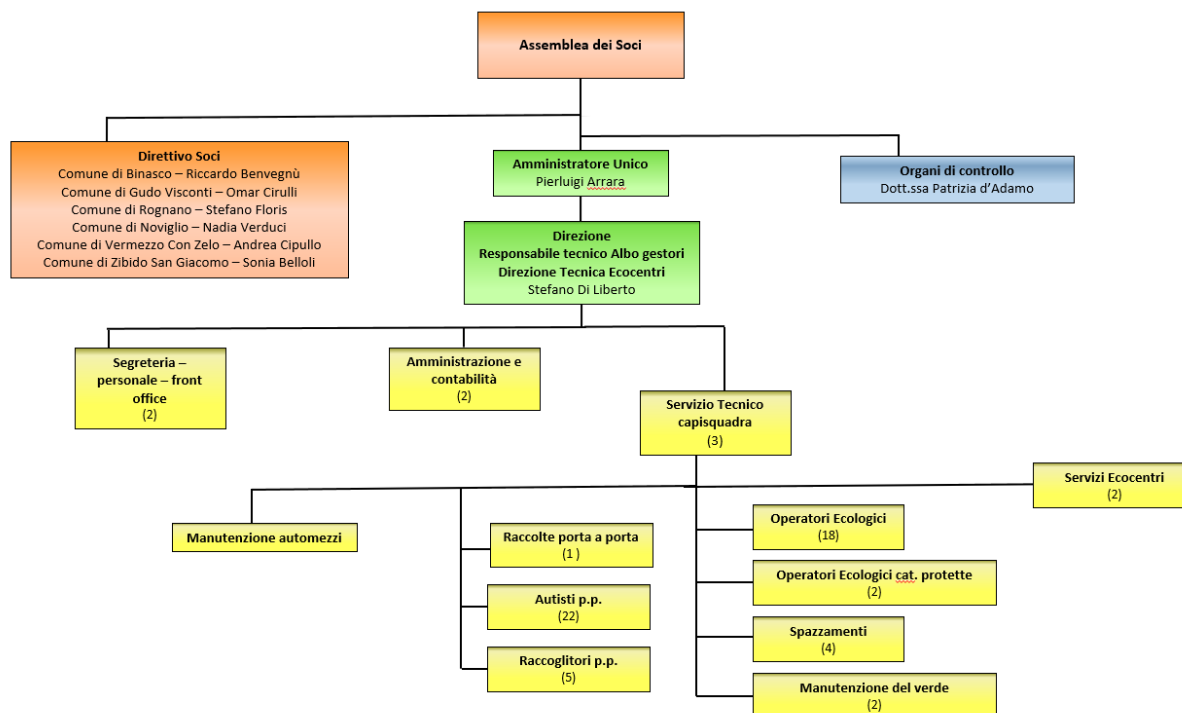 Assemblea dei Soci
Direttivo Soci
Comune di Binasco – Riccardo Benvegnù
Comune di Gudo Visconti – Omar Cirulli
Comune di Rognano – Stefano Floris
Comune di Noviglio – Nadia Verduci
Comune di Vermezzo Con Zelo – Andrea Cipullo
Comune di Zibido San Giacomo – Sonia Belloli
Amministratore Unico
Pierluigi Arrara
Organi di controllo
Dott.ssa Patrizia d’Adamo
Direzione
Responsabile tecnico Albo gestori
Direzione Tecnica Ecocentri
Stefano Di Liberto
Segreteria –
personale – front
office
(2)
Amministrazione e
contabilità
(2)
Servizio Tecnico
capisquadra
(3)
Servizi Ecocentri
(2)
Manutenzione automezzi
Raccolte porta a porta
(1 )
Autisti p.p.
(22)
Raccoglitori p.p.
(5)
Operatori Ecologici
(18)
Operatori Ecologici cat. protette
(2)
Spazzamenti
(4)
Manutenzione del verde
(2)